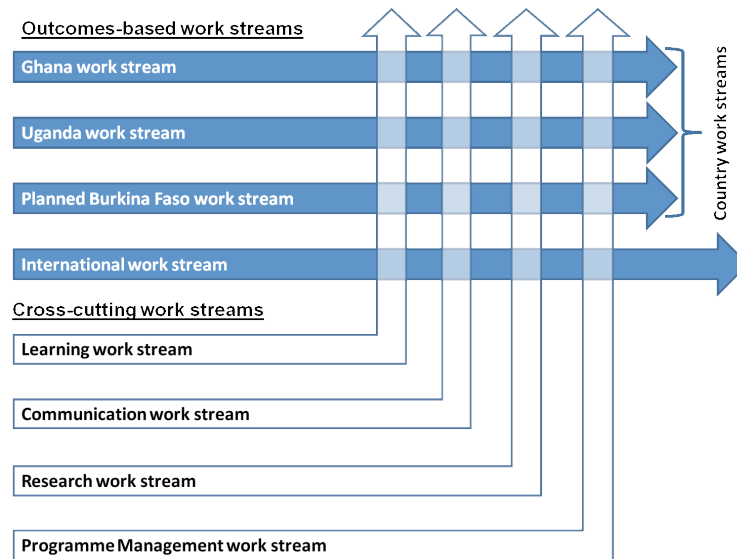 Outcomes-based work streams
Ghana work stream
Uganda work stream
Planned Burkina Faso work stream
International work stream
Country work streams
Cross-cutting work streams
Learning work stream
Communication work stream
Research work stream
Programme Management work stream